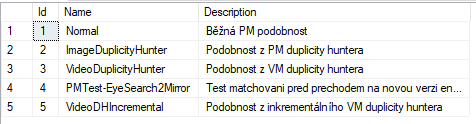 Id Name Description
1 1 Normal Běžná PM podobnost
2 2 ImageDuplicityHunter Podobnost z PM duplicity huntera
3 3 VideoDuplicityHunter Podobnost z VM duplicity huntera
4 4 PMTest-EyeSearch2Mirror Test matchovani pred prechodem na novou verzi en...
5 5 VideoDHIncremental Podobnost z inkrementálního VM duplicity huntera